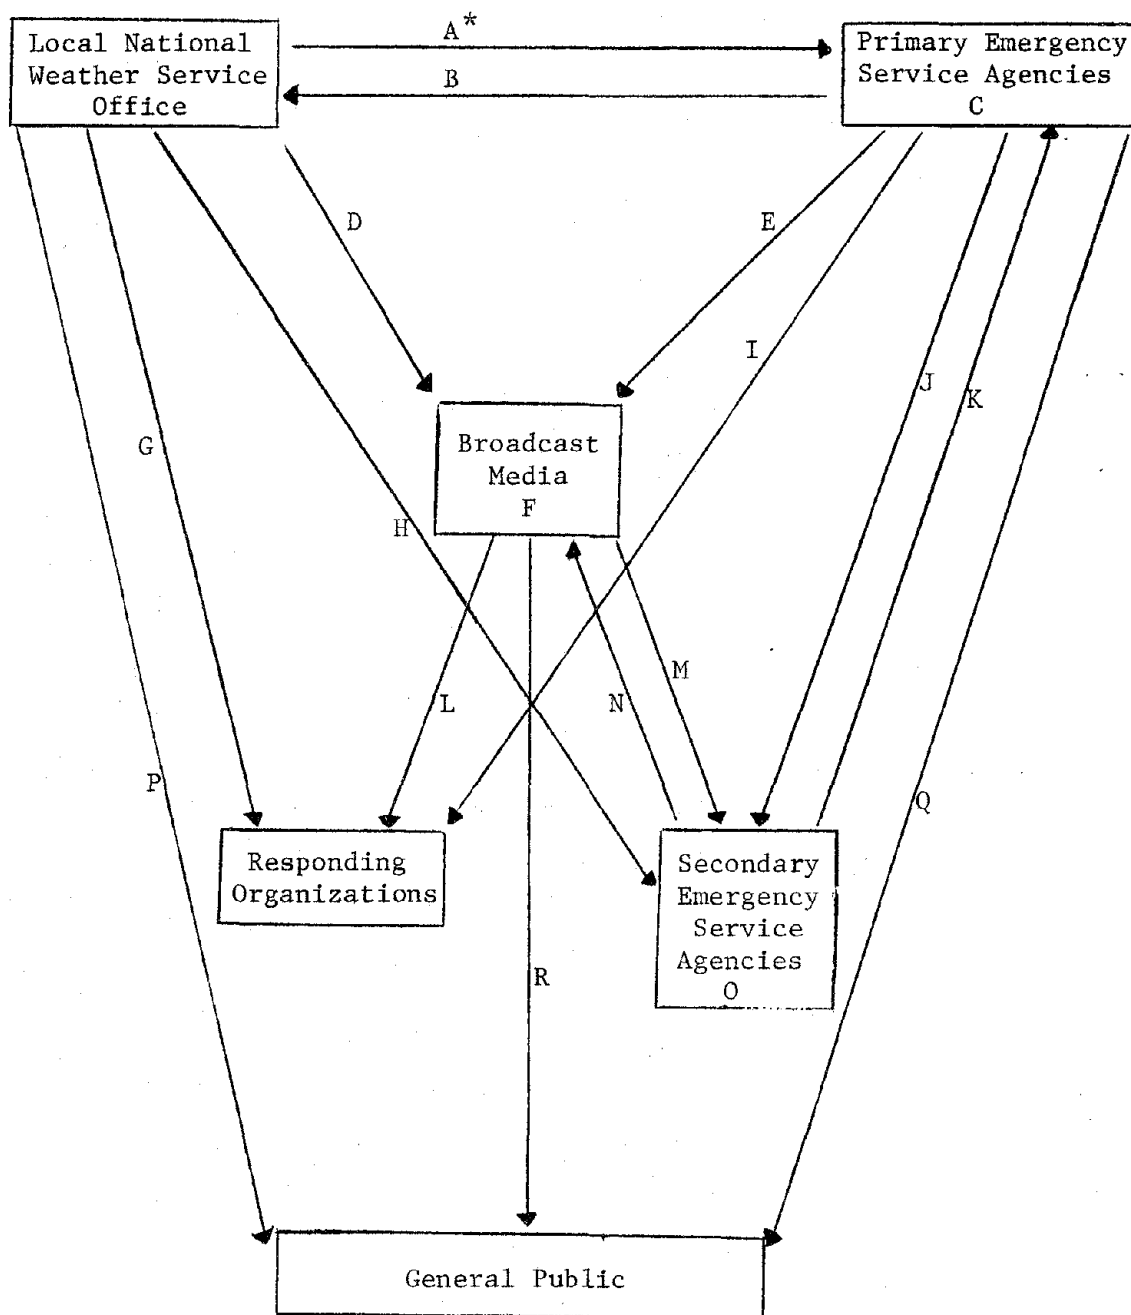 Local National
Weather Service
Office
A*
B
Primary Emergency
Service Agencies
C
D
E
I
J
K
G
H
Broadcast
Media
F
L
N
M
P
Q
Responding
Organizations
Secondary
Emergency
Service
Agencies
O
R
General Public